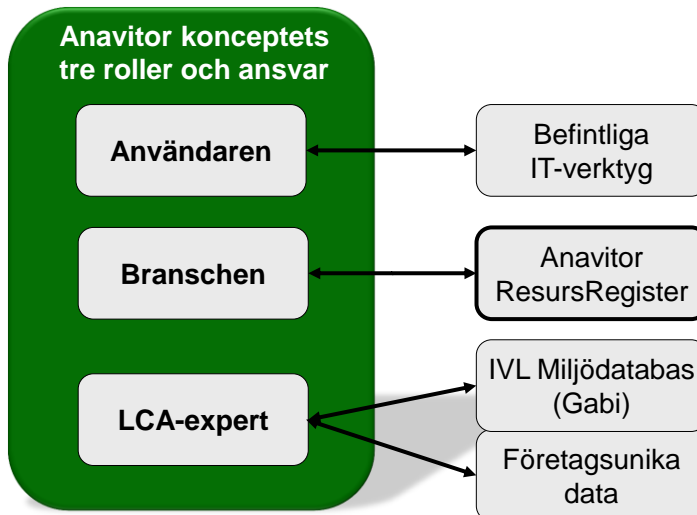 Anavitor konceptets
tre roller och ansvar
Användaren
Befintliga
IT-verktyg
Branschen
Anavitor
ResursRegister
LCA-expert
IVL Miljödatabas
(Gabi)
Företagsunika
data